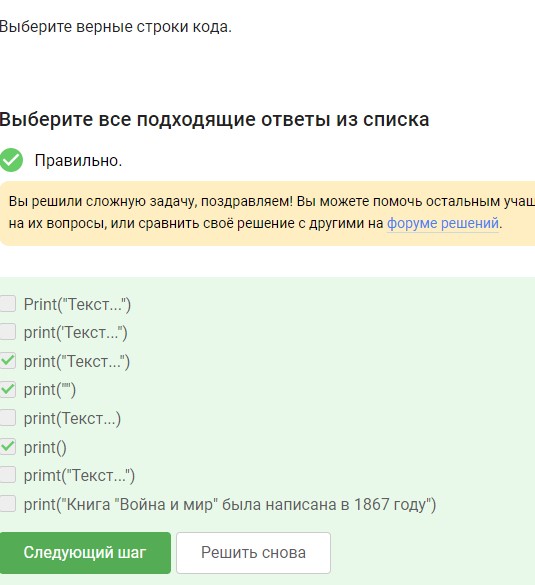 Выберите верные строки кода.
Выберите все подходящие ответы из списка
Правильно.
Вы решили сложную задачу, поздравляем! Вы можете помочь остальным
на их вопросы, или сравнить своё решение с другими на форуме решений.
Print("Текст...")
print('Текст...")
print("Текст...")
print("")
print(Текст...)
print()
primt("Текст...")
print("Книга "Война и мир" была написана в 1867 году")
Следующий шаг
Решить снова